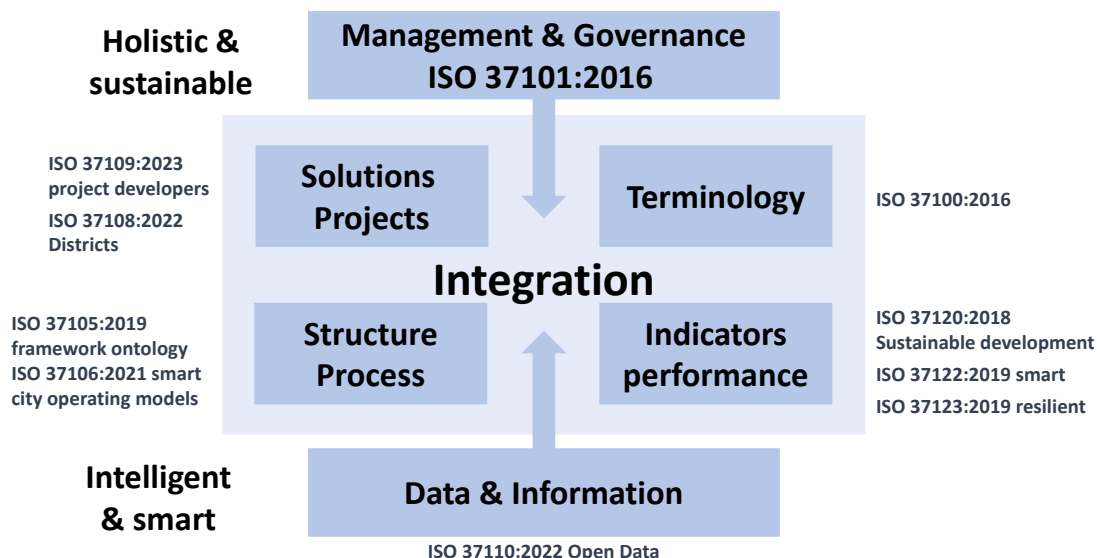 Holistic &
sustainable
Management & Governance
ISO 37101:2016
ISO 37109:2023
project developers
ISO 37108:2022
Districts
Solutions
Projects
Terminology
ISO 37100:2016
Integration
ISO 37105:2019
framework ontology
ISO 37106:2021 smart
city operating models
Structure
Process
Indicators
performance
ISO 37120:2018
Sustainable development
ISO 37122:2019 smart
ISO 37123:2019 resilient
Intelligent
& smart
Data & Information
ISO 37110:2022 Open Data